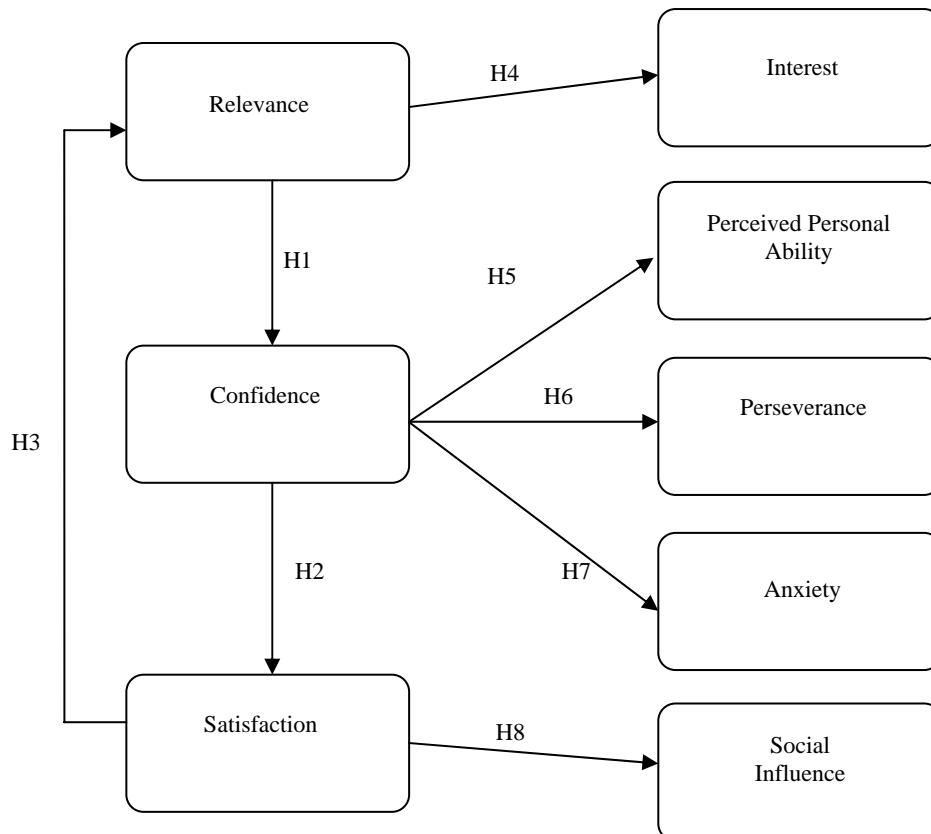 Interest
H4
Relevance
Perceived Personal
Ability
H1
H5
Confidence
H6
Perseverance
H3
H2
H7
Anxiety
Satisfaction
H8
Social
Influence